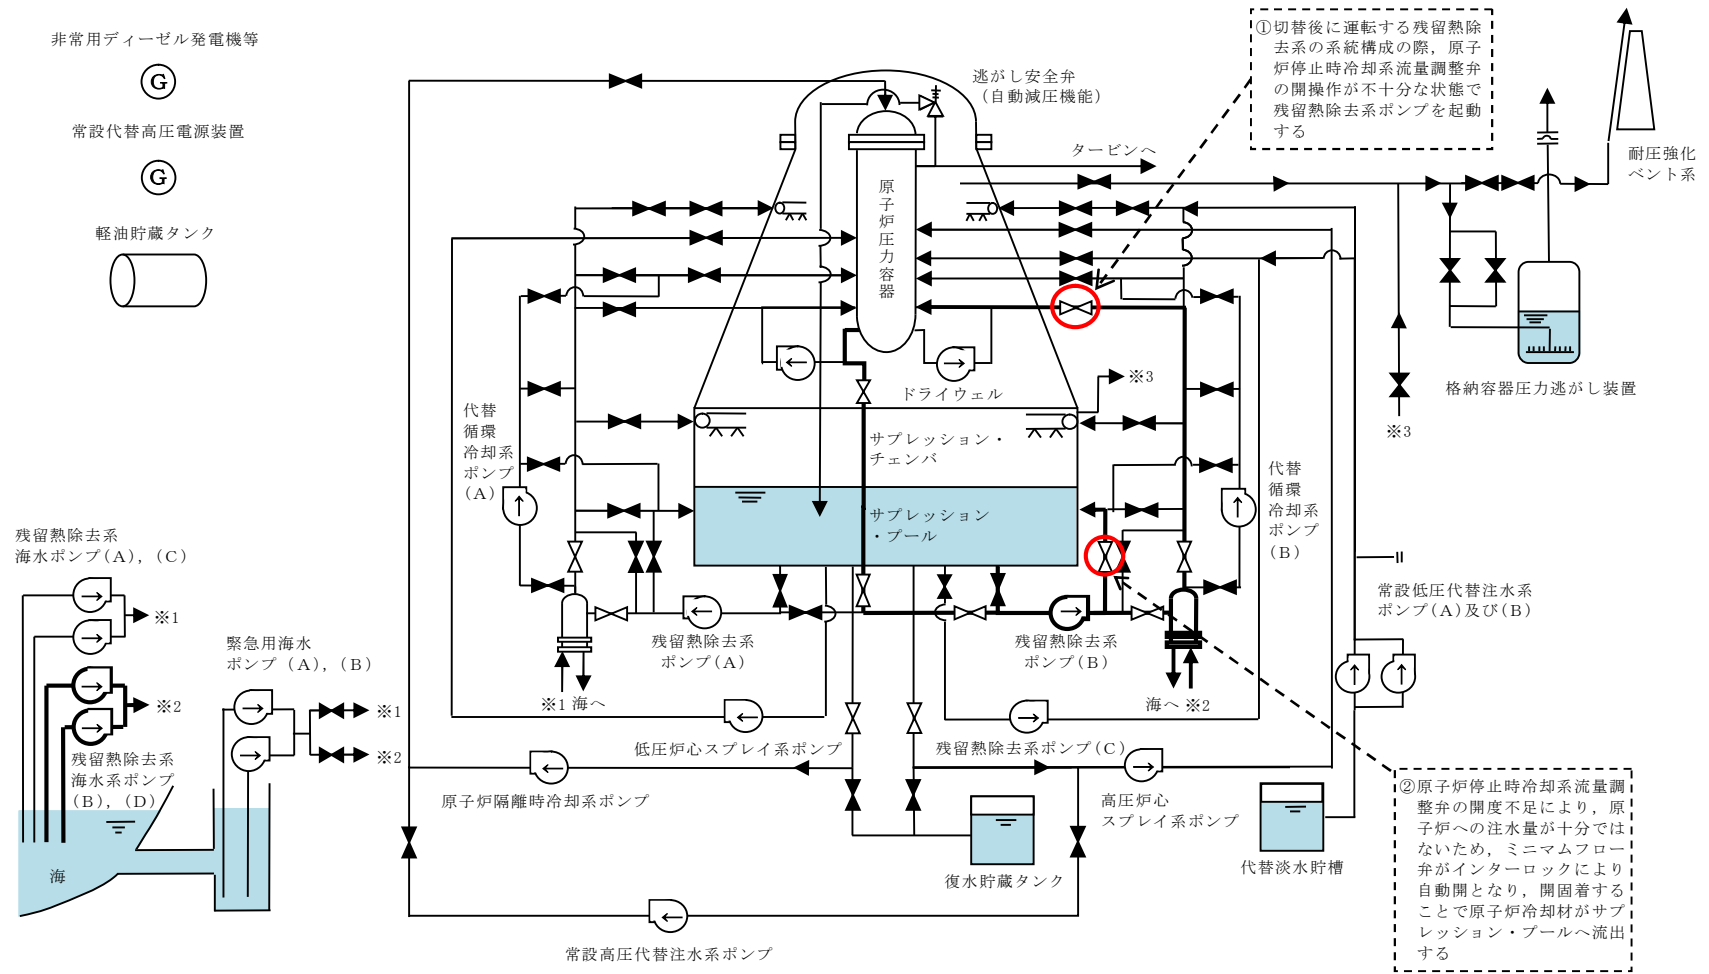 非常用ディーゼル発電機等
G
常設代替高圧電源装置
G
軽油貯蔵タンク
逃がし安全弁
（自動減圧機能）
タービンへ
①切替後に運転する残留熱除
去系の系統構成の際，原子
炉停止時冷却系流量調整弁
の開操作が不十分な状態で
残留熱除去系ポンプを起動
する
耐圧強化
ベント系
原子炉圧力容器
ドライウェル
※3
格納容器圧力逃がし装置
※3
代替
循環
冷却系
ポンプ
（A）
サプレッション・
チェンバ
サプレッション
・プール
代替
循環
冷却系
ポンプ
（B）
残留熱除去系
海水ポンプ（A），（C）
※1
※2
残留熱除去系
海水系ポンプ
（B），（D）
緊急用海水
ポンプ（A），（B）
※1
※2
海
残留熱除去系
ポンプ（A）
※1 海へ
残留熱除去系
ポンプ（B）
海へ ※2
常設低圧代替注水系
ポンプ（A）及び（B）
低圧炉心スプレイ系ポンプ
残留熱除去系ポンプ（C）
原子炉隔離時冷却系ポンプ
高圧炉心
スプレイ系ポンプ
復水貯蔵タンク
代替淡水貯槽
常設高圧代替注水系ポンプ
②原子炉停止時冷却系流量調
整弁の開度不足により，原
子炉への注水量が十分では
ないため，ミニマムフロー
弁がインターロックにより
自動開となり，開固着する
ことで原子炉冷却材がサプ
レッション・プールへ流出
する